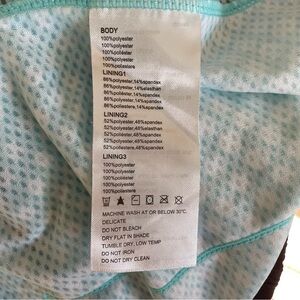 BODY
100%polyester
100%polyester
100%poliéster
100%polyester
100%poliestere
LINING1
86%polyester,14%spandex
86%polyester,14%elasthan
86%poliéster,14%spandex
86%polyester,14%spandex
86%poliestere,14%spandex
LINING2
52%polyester,48%spandex
52%polyester,48%elasthan
52%poliéster,48%spandex
52%polyester,48%spandex
52%poliestere,48%spandex
LINING3
100%polyester
100%polyester
100%poliéster
100%polyester
100%poliestere
MACHINE WASH AT OR BELOW 30℃
DELICATE
DO NOT BLEACH
DRY FLAT IN SHADE
TUMBLE DRY, LOW TEMP
DO NOT IRON
DO NOT DRY CLEAN